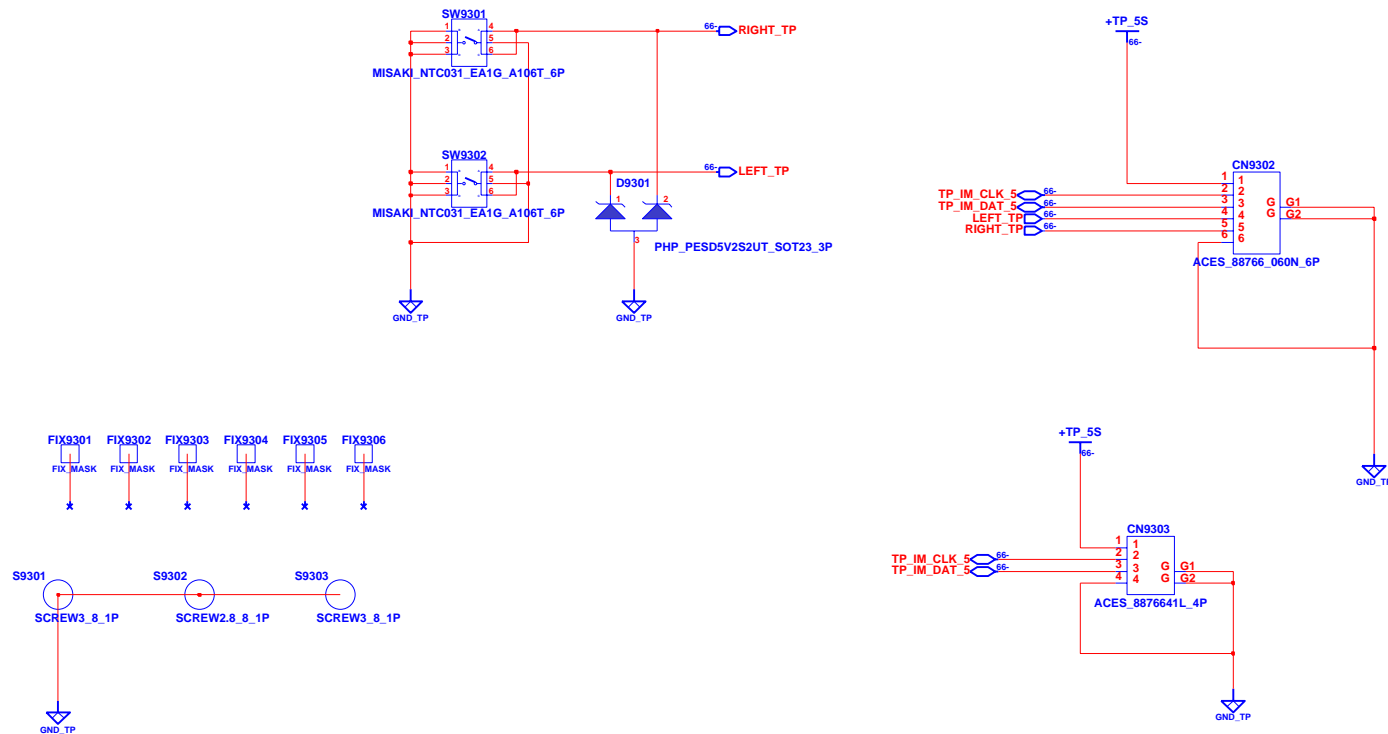 SW9301
1 4
2 5
3 6
MISAKI_NTC031_EA1G_A106T_6P
66- RIGHT_TP
SW9302
1 4
2 5
3 6
MISAKI_NTC031_EA1G_A106T_6P
66- LEFT_TP
D9301
1 2
3
PHP_PESD5V2S2UT_SOT23_3P
GND_TP
GND_TP
+TP_5S
66-
CN9302
1 1
TP_IM_CLK_5 66- 2 2
TP_IM_DAT_5 66- 3 3 G G1
LEFT_TP 66- 4 4 G G2
RIGHT_TP 66- 5 5
6 6
ACES_88766_060N_6P
GND_TP
FIX9301 FIX9302 FIX9303 FIX9304 FIX9305 FIX9306
FIX_MASK FIX_MASK FIX_MASK FIX_MASK FIX_MASK FIX_MASK
+TP_5S
66-
CN9303
1 1
TP_IM_CLK_5 66- 2 2
TP_IM_DAT_5 66- 3 3 G G1
4 4 G G2
ACES_8876641L_4P
GND_TP
S9301 S9302 S9303
SCREW3_8_1P SCREW2.8_8_1P SCREW3_8_1P
GND_TP